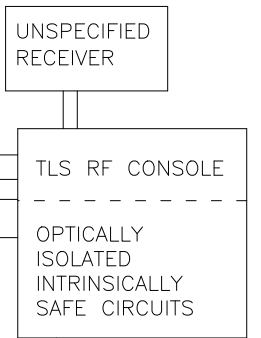 UNSPECIFIED
RECEIVER
TLS RF CONSOLE
OPTICALLY
ISOLATED
INTRINSICALLY
SAFE CIRCUITS